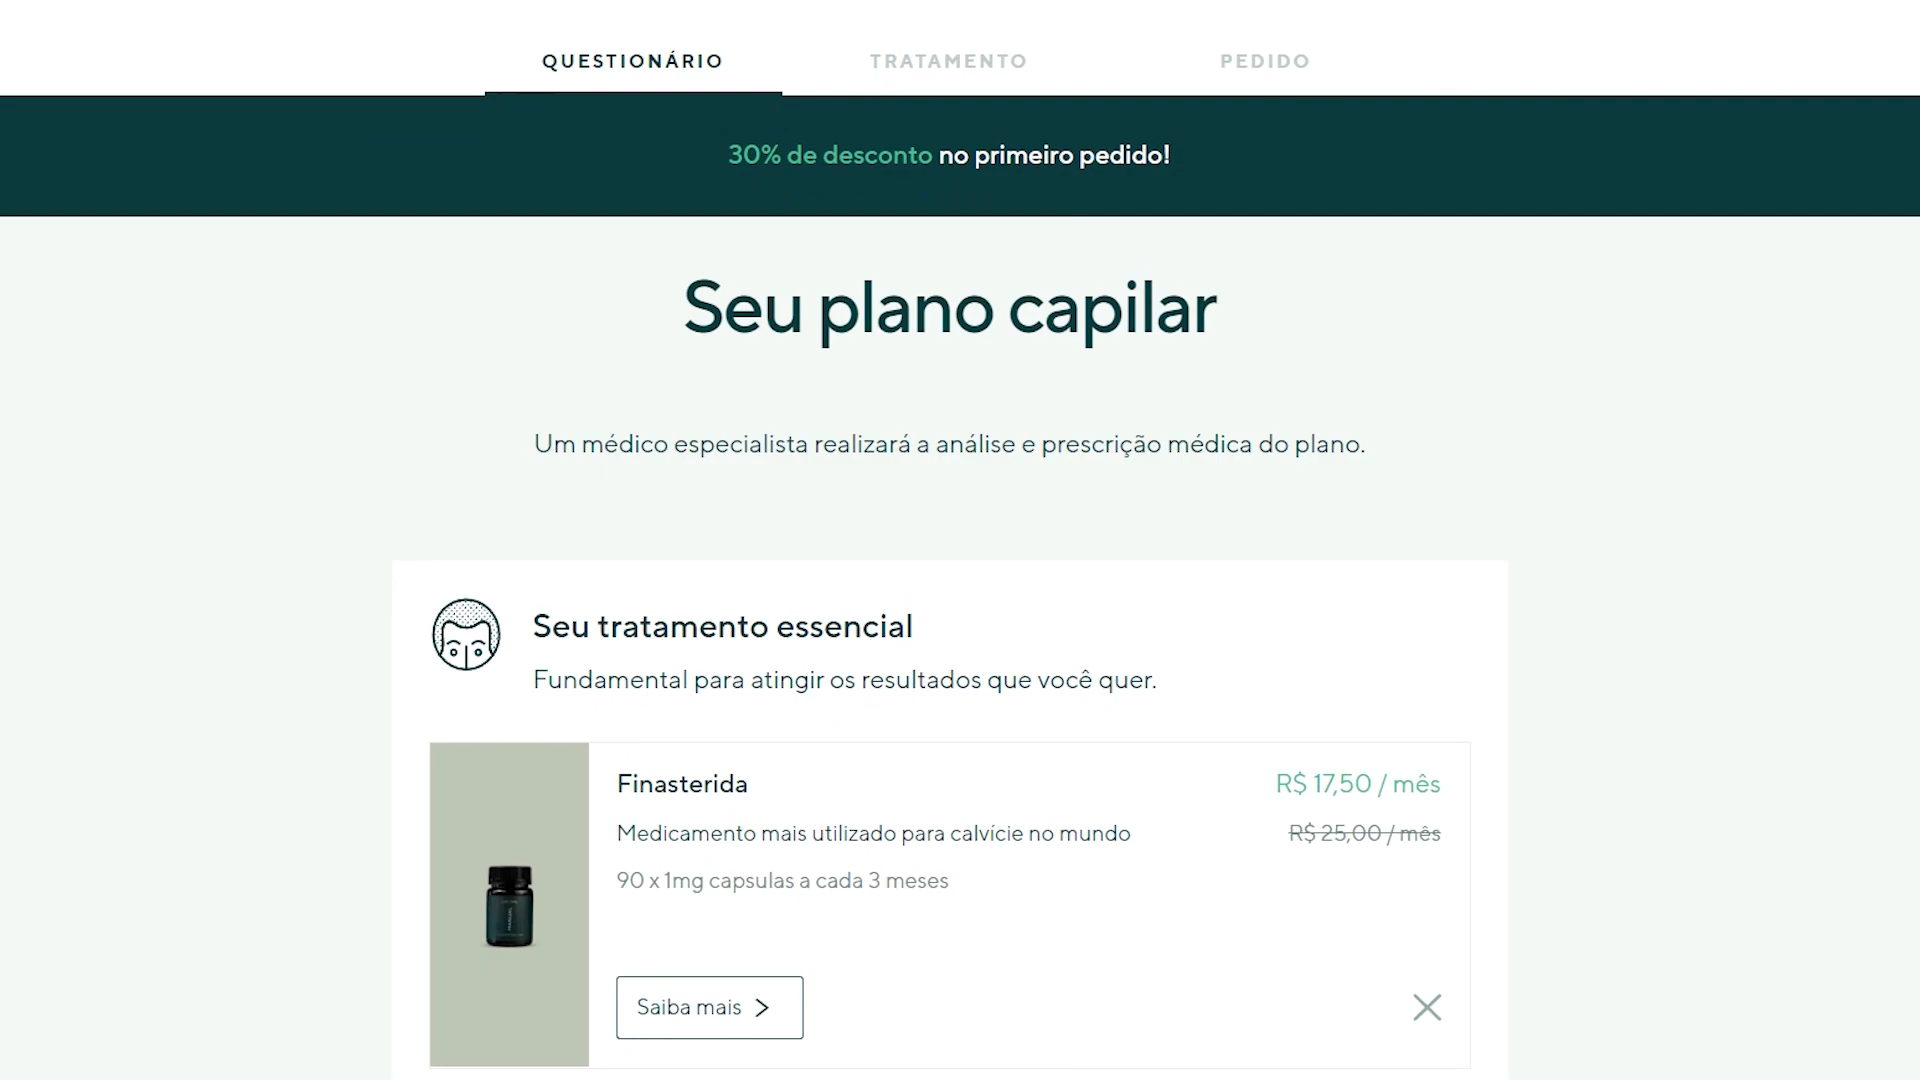 QUESTIONÁRIO
TRATAMENTO
PEDIDO
30% de desconto no primeiro pedido!
Seu plano capilar
Um médico especialista realizará a análise e prescrição médica do plano.
Seu tratamento essencial
Fundamental para atingir os resultados que você quer.
Finasterida
R$ 17,50 / mês
Medicamento mais utilizado para calvície no mundo
R$ 25,00 / mês
90 x 1mg capsulas a cada 3 meses
Saiba mais